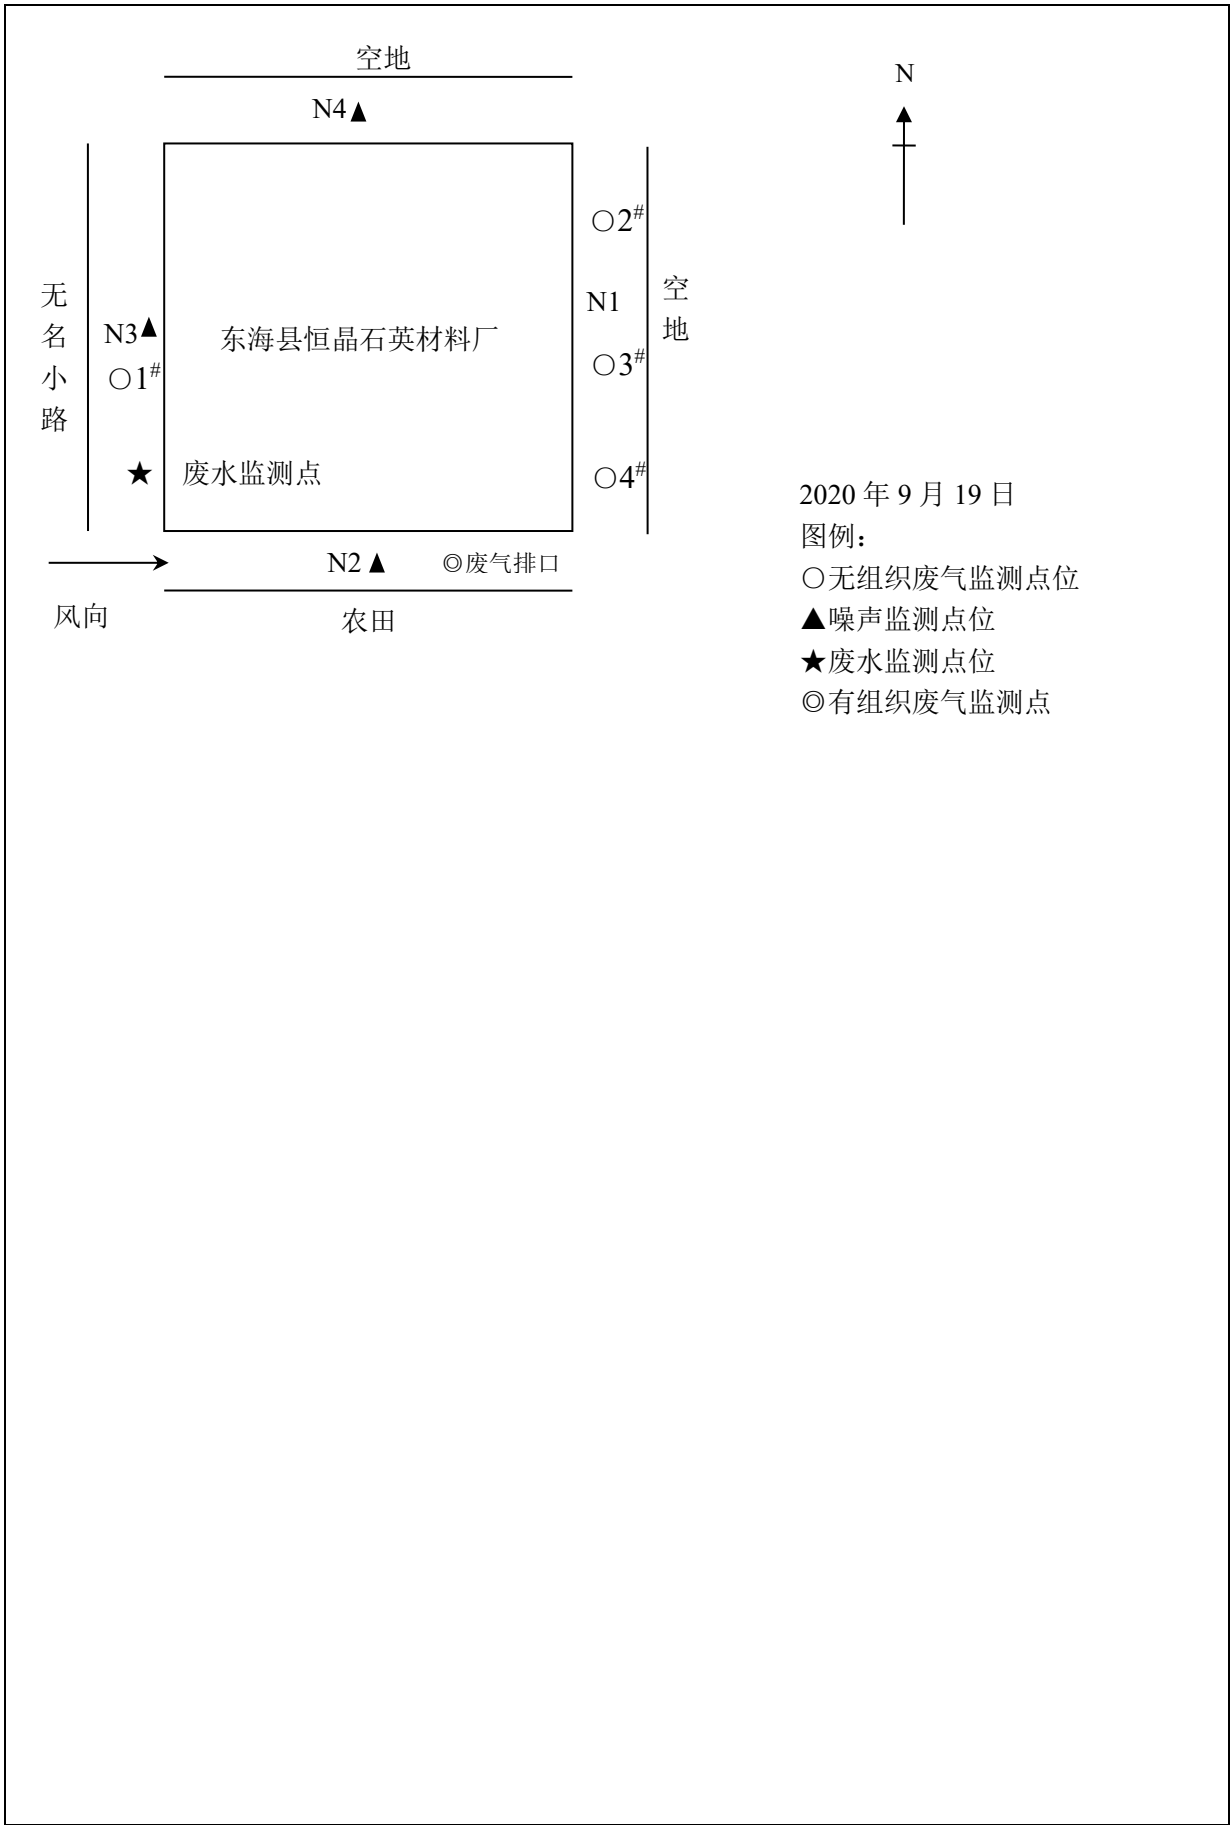 空地
N
N4▲
○2#
无名小路
N1
空地
N3▲
东海县恒晶石英材料厂
○3#
○1#
★ 废水监测点
○4#
2020 年 9 月 19 日
图例：
N2▲
◎废气排口
○无组织废气监测点位
风向
农田
▲噪声监测点位
★废水监测点位
◎有组织废气监测点